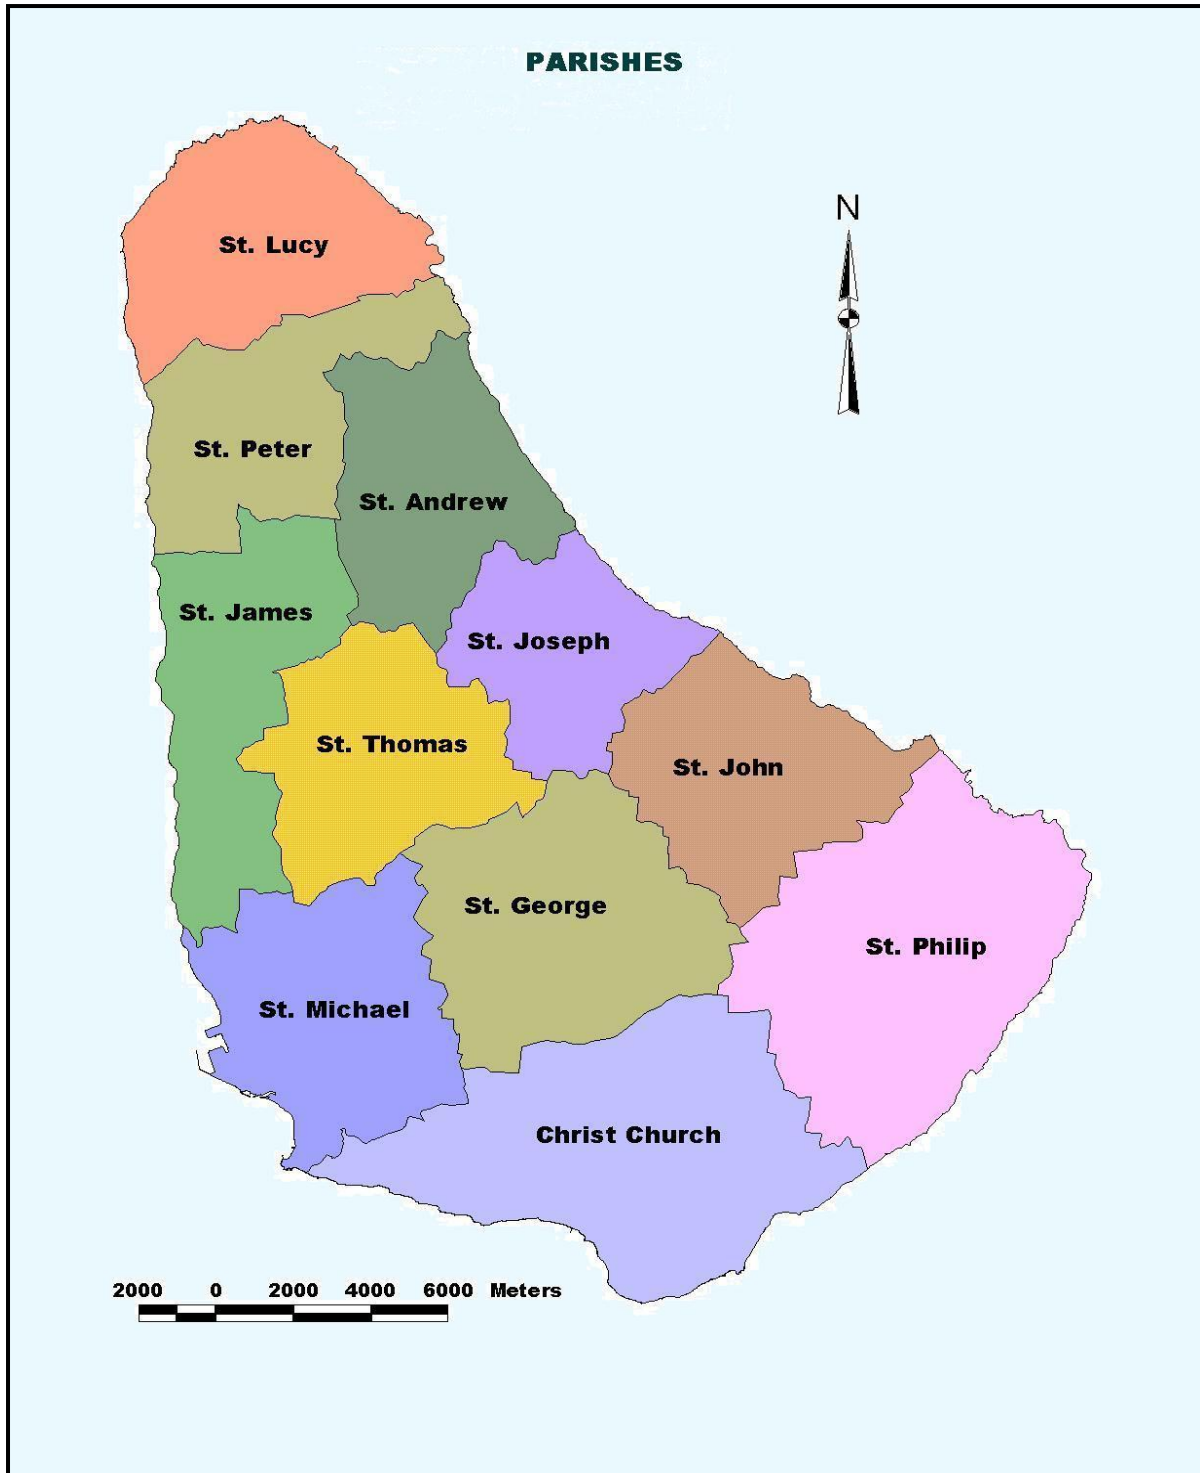 PARISHES
N
St. Lucy
St. Peter
St. Andrew
St. James
St. Joseph
St. Thomas
St. John
St. George
St. Philip
St. Michael
Christ Church
2000 0 2000 4000 6000 Meters